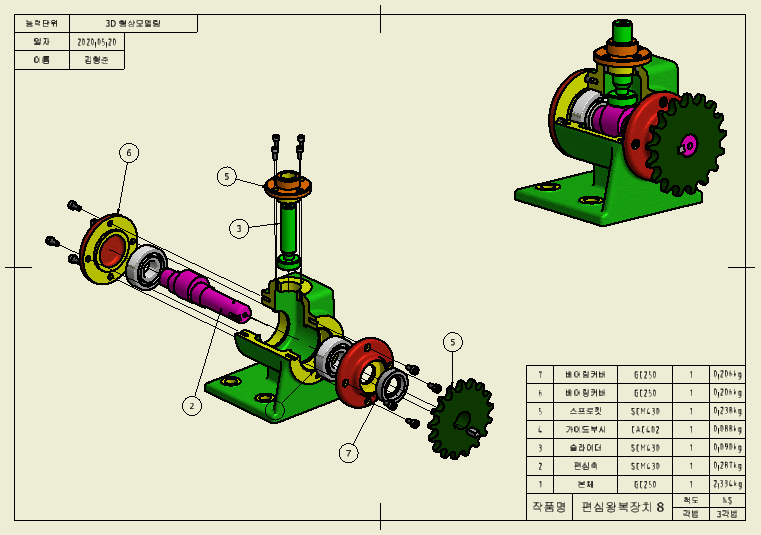 능력단위 3D 형상모델링
일자 2020,05,20
이름 김형준
6
5
3
5
2
7
7 베어링커버 GC250 1 0,206kg
6 베어링커버 GC250 1 0,206kg
5 스프로킷 SCM430 1 0,238kg
4 가이드부시 CAC402 1 0,088kg
3 슬라이더 SCM430 1 0,090kg
2 편심축 SCM430 1 0,287kg
1 본체 GC250 1 2,334kg
작품명 편심왕복장치 8 척도 NS
각법 3각법